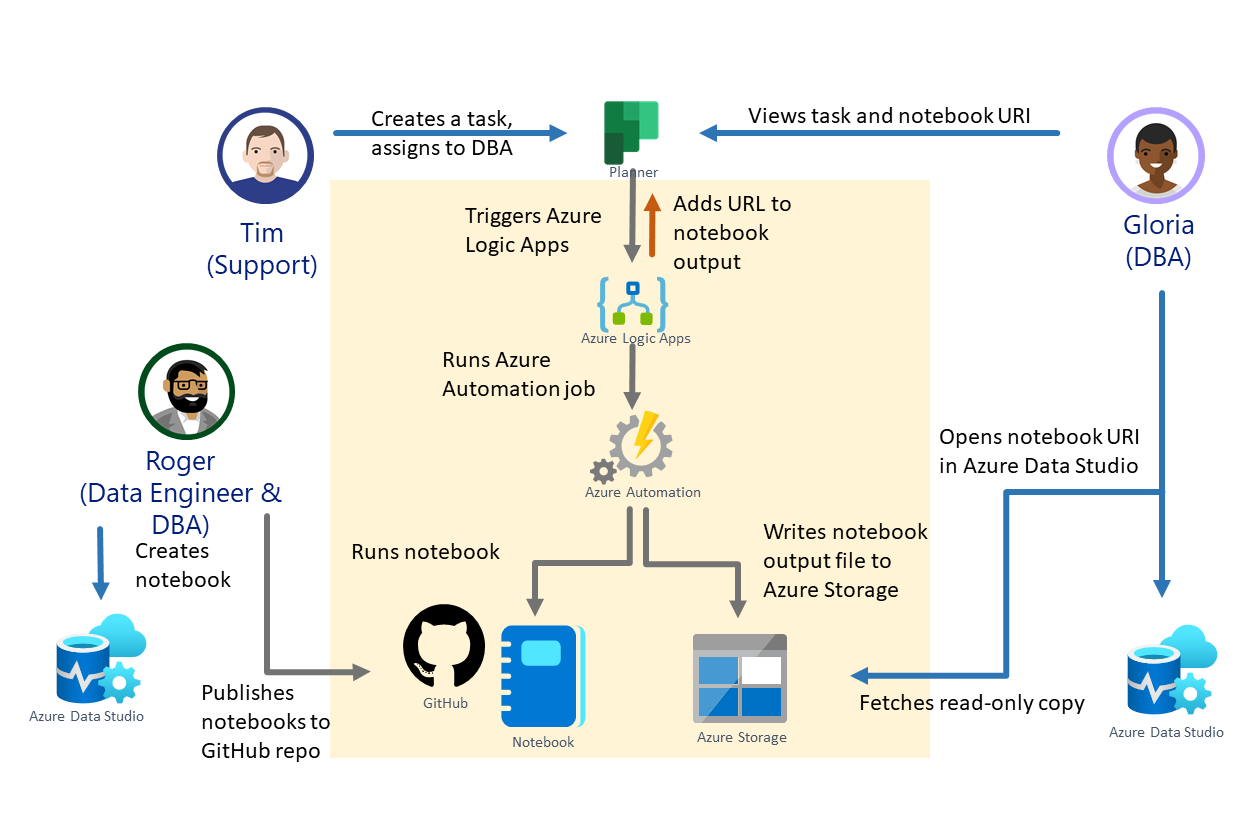 Creates a task,
assigns to DBA
Views task and notebook URI
Planner
Tim
(Support)
Triggers Azure
Logic Apps
Adds URL to
notebook
output
Gloria
(DBA)
Azure Logic Apps
Runs Azure
Automation job
Roger
(Data Engineer &
DBA)
Opens notebook URI
in Azure Data Studio
Azure Automation
Creates
notebook
Runs notebook
Writes notebook
output file to
Azure Storage
Azure Data Studio
Publishes
notebooks to
GitHub repo
GitHub
Notebook
Azure Storage
Fetches read-only copy
Azure Data Studio